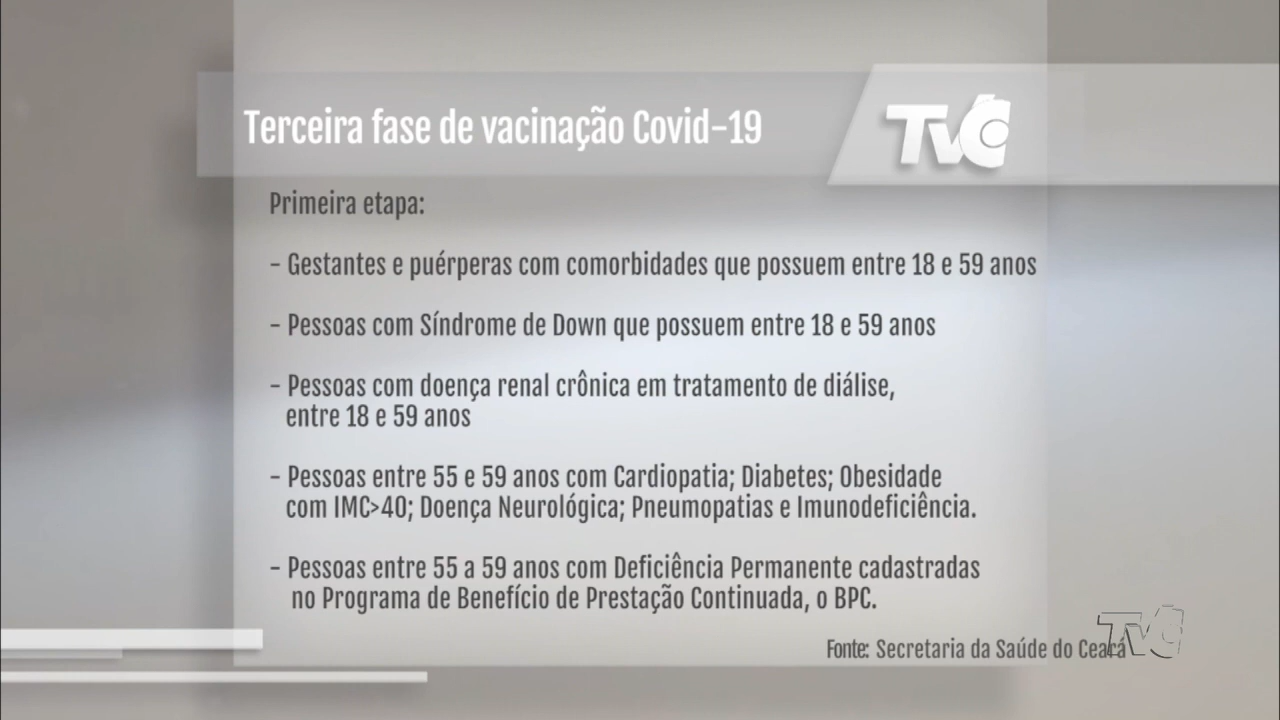 Terceira fase de vacinação Covid-19
TVC
Primeira etapa:
- Gestantes e puérperas com comorbidades que possuem entre 18 e 59 anos
- Pessoas com Síndrome de Down que possuem entre 18 e 59 anos
- Pessoas com doença renal crônica em tratamento de diálise,
entre 18 e 59 anos
- Pessoas entre 55 e 59 anos com Cardiopatia; Diabetes; Obesidade
com IMC>40; Doença Neurológica; Pneumopatias e Imunodeficiência.
- Pessoas entre 55 a 59 anos com Deficiência Permanente cadastradas
no Programa de Benefício de Prestação Continuada, o BPC.
Fonte: Secretaria da Saúde do Ceará
TVC